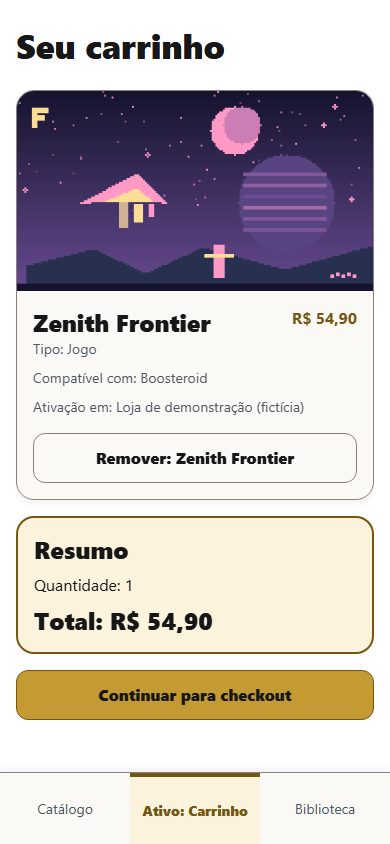 Seu carrinho
F
Zenith Frontier
R$ 54,90
Tipo: Jogo
Compatível com: Boosteroid
Ativação em: Loja de demonstração (fictícia)
Remover: Zenith Frontier
Resumo
Quantidade: 1
Total: R$ 54,90
Continuar para checkout
Catálogo
Ativo: Carrinho
Biblioteca